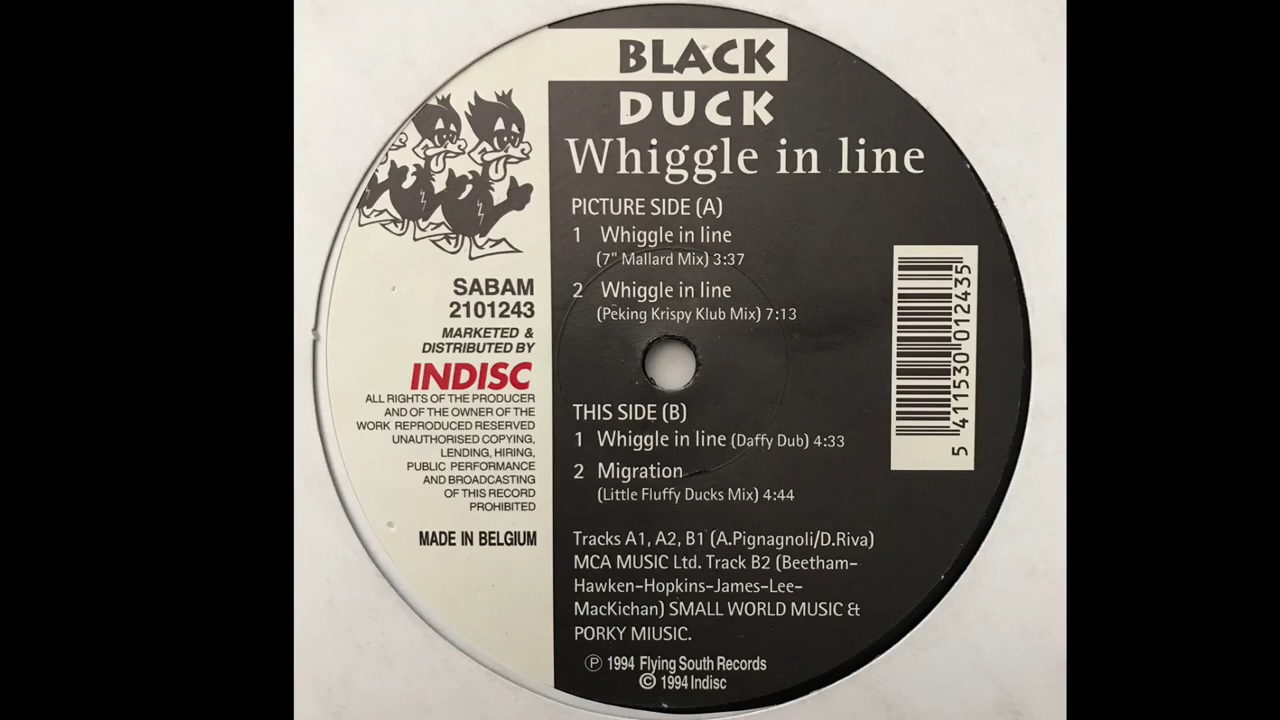 BLACK
DUCK
Whiggle in line
PICTURE SIDE (A)
1 Whiggle in line
(7" Mallard Mix) 3:37
2 Whiggle in line
(Peking Krispy Klub Mix) 7:13
THIS SIDE (B)
1 Whiggle in line (Daffy Dub) 4:33
2 Migration
(Little Fluffy Ducks Mix) 4:44
Tracks A1, A2, B1 (A.Pignagnoli/D.Riva)
MCA MUSIC Ltd. Track B2 (Beetham-
Hawken-Hopkins-James-Lee-
MacKichan) SMALL WORLD MUSIC &
PORKY MIUSIC.
℗ 1994 Flying South Records
© 1994 Indisc
SABAM
2101243
MARKETED &
DISTRIBUTED BY
INDISC
ALL RIGHTS OF THE PRODUCER
AND OF THE OWNER OF THE
WORK REPRODUCED RESERVED
UNAUTHORISED COPYING,
LENDING, HIRING,
PUBLIC PERFORMANCE
AND BROADCASTING
OF THIS RECORD
PROHIBITED
MADE IN BELGIUM
5 411530 012435